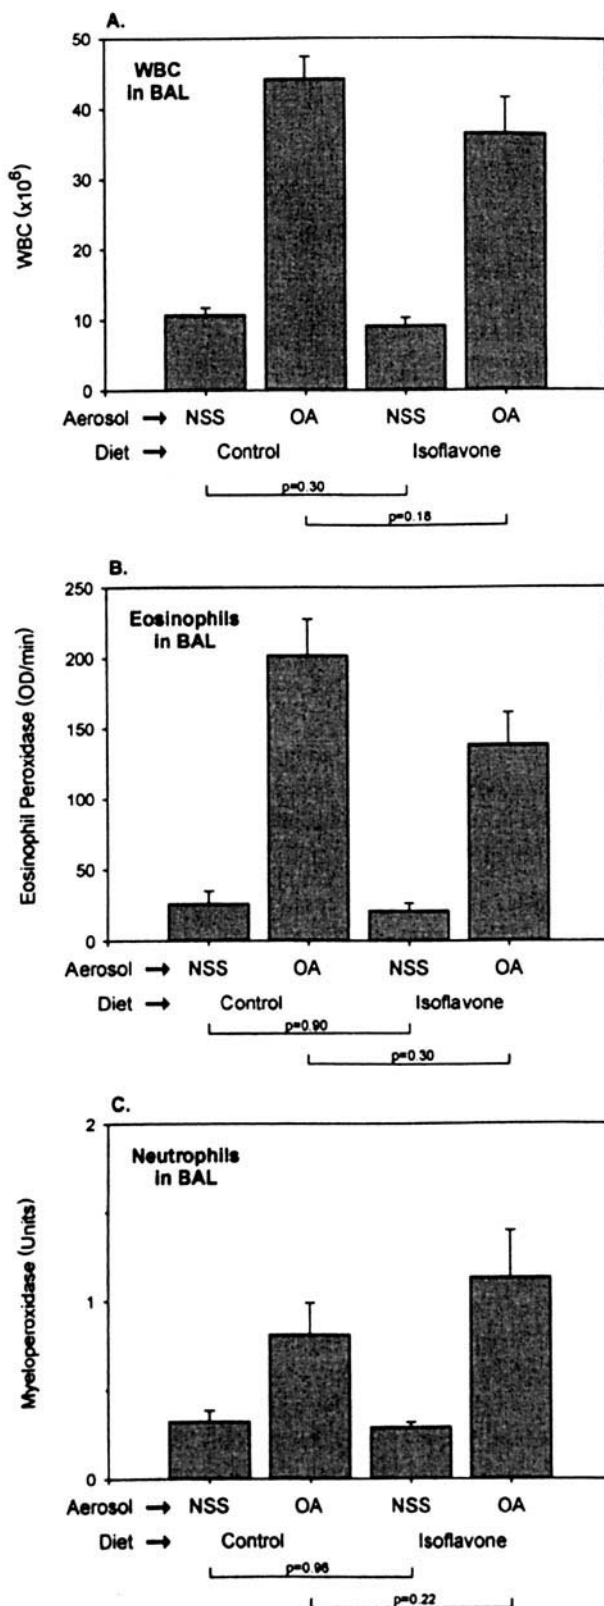 A.
50
WBC
in BAL
40
30
20
10
0
WBC (x10⁶)
Aerosol → NSS OA NSS OA
Diet → Control Isoflavone
p=0.30
p=0.18
B.
250
Eosinophils
in BAL
200
150
100
50
0
Eosinophil Peroxidase (OD/min)
Aerosol → NSS OA NSS OA
Diet → Control Isoflavone
p=0.90
p=0.30
C.
2
Neutrophils
in BAL
1
0
Myeloperoxidase (Units)
Aerosol → NSS OA NSS OA
Diet → Control Isoflavone
p=0.96
p=0.22